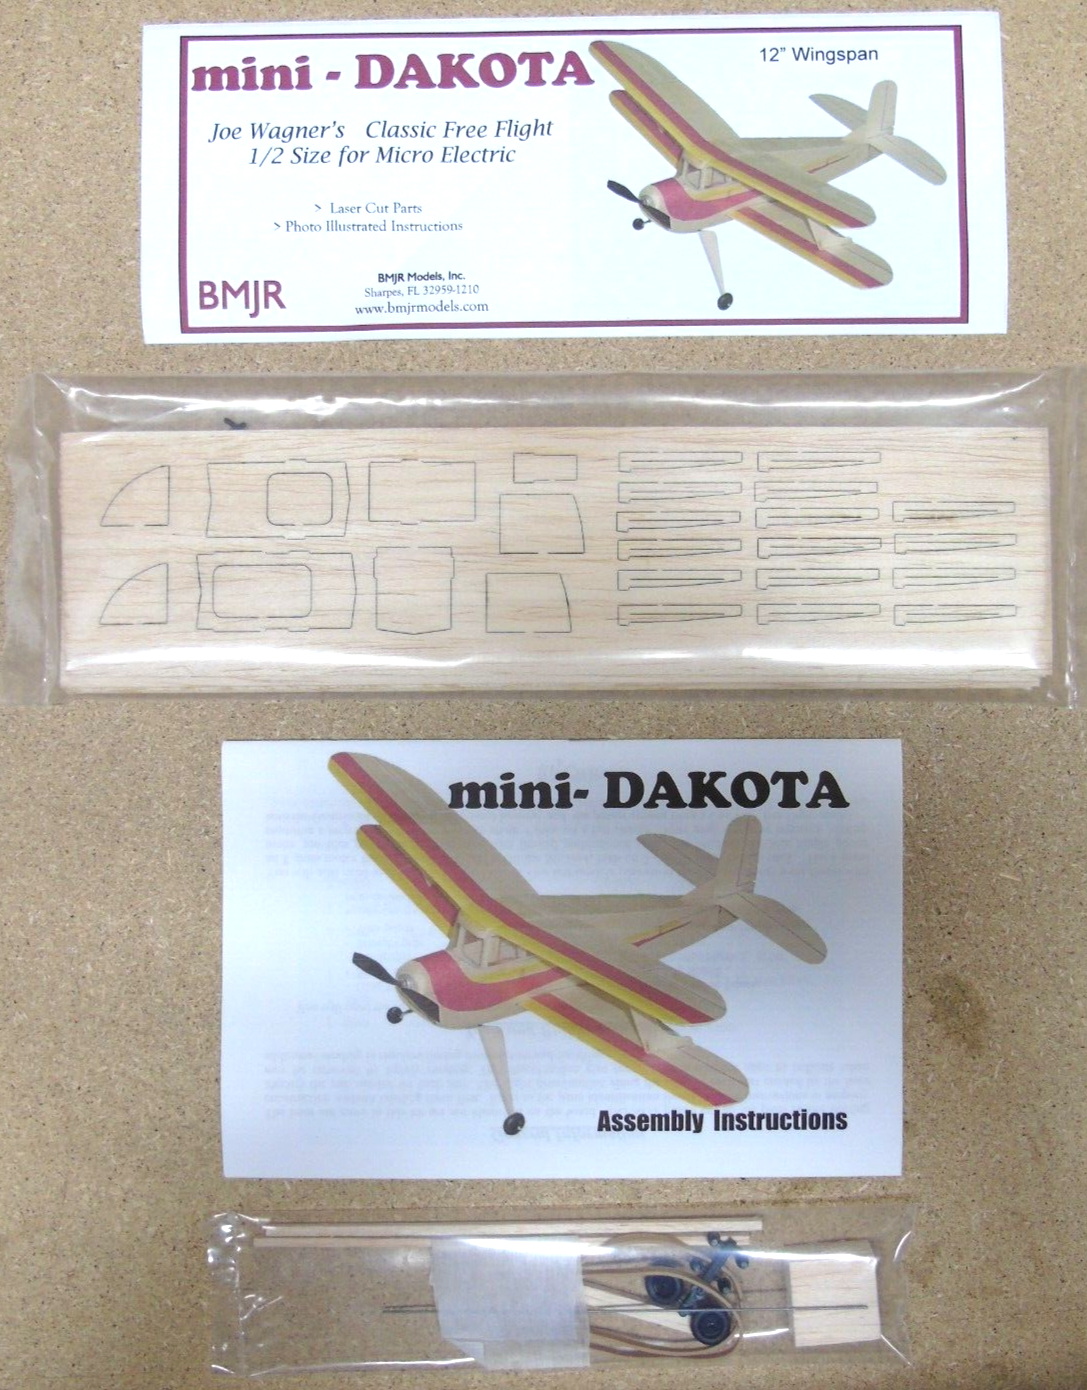 mini - DAKOTA
12" Wingspan
Joe Wagner's Classic Free Flight
1/2 Size for Micro Electric
> Laser Cut Parts
> Photo Illustrated Instructions
BMJR
BMJR Models, Inc.
Sharpes, FL 32959-1210
www.bmjrmodels.com
mini- DAKOTA
Assembly Instructions